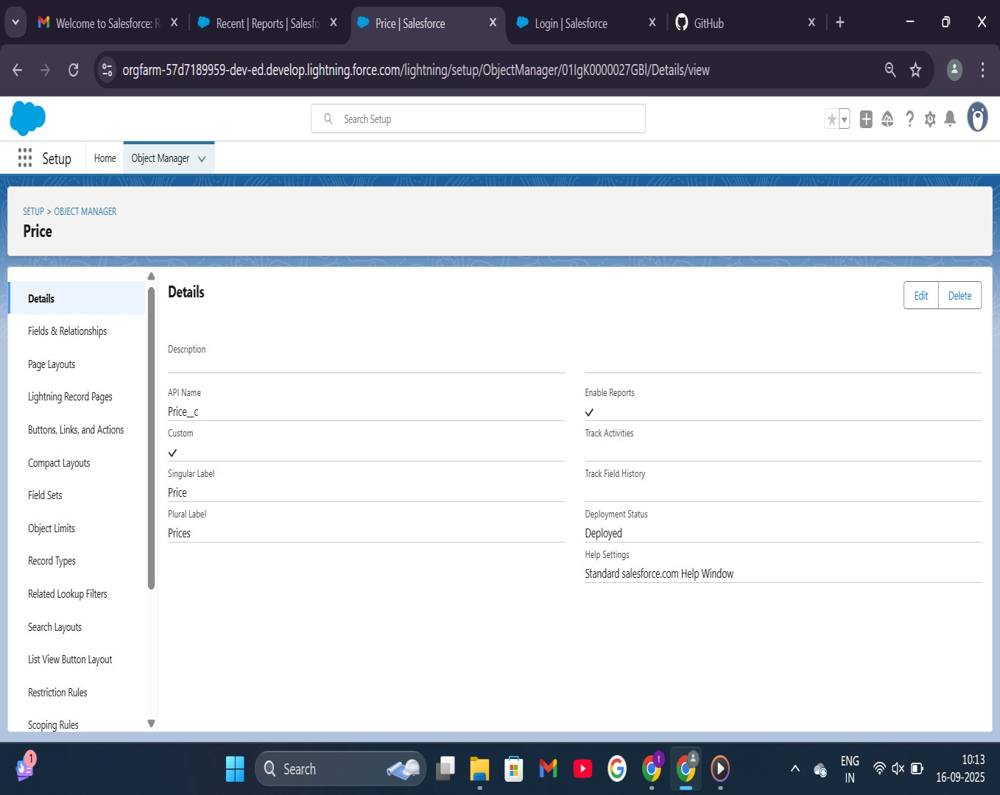 Welcome to Salesforce: R
Recent | Reports | Salesfo
Price | Salesforce
Login | Salesforce
GitHub
orgfarm-57d7189959-dev-ed.develop.lightning.force.com/lightning/setup/ObjectManager/01IgK0000027GBl/Details/view
Search Setup
Setup
Home
Object Manager
SETUP > OBJECT MANAGER
Price
Details
Fields & Relationships
Page Layouts
Lightning Record Pages
Buttons, Links, and Actions
Compact Layouts
Field Sets
Object Limits
Record Types
Related Lookup Filters
Search Layouts
List View Button Layout
Restriction Rules
Scoping Rules
Details
Edit
Delete
Description
API Name
Price__c
Custom
Singular Label
Price
Plural Label
Prices
Enable Reports
Track Activities
Track Field History
Deployment Status
Deployed
Help Settings
Standard salesforce.com Help Window
1
Search
t
ENG
IN
10:13
16-09-2025